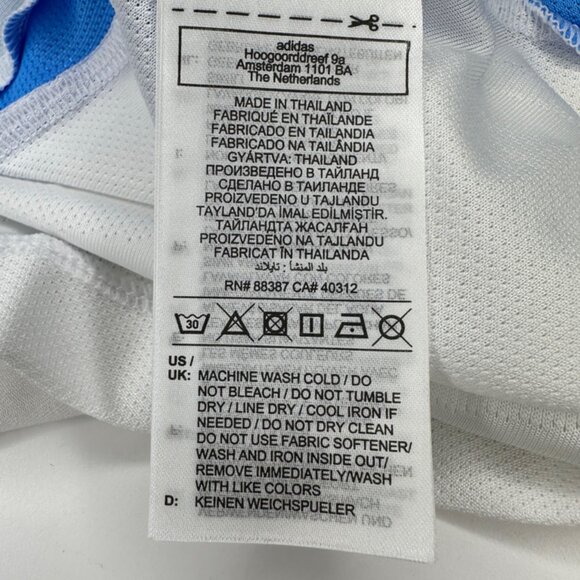 adidas
Hoogoorddreef 9a
Amsterdam 1101 BA
The Netherlands
MADE IN THAILAND
FABRIQUÉ EN THAÏLANDE
FABRICADO EN TAILANDIA
FABRICADO NA TAILÂNDIA
GYÁRTVA: THAILAND
ПРОИЗВЕДЕНО В ТАЙЛАНД
СДЕЛАНО В ТАИЛАНДЕ
PROIZVEDENO U TAJLANDU
TAYLAND'DA İMAL EDİLMİŞTİR.
ТАЙЛАНДТА ЖАСАЛҒАН
PROIZVEDENO NA TAJLANDU
FABRICAT ÎN THAILANDA
بلد المنشأ : تايلاند
RN# 88387 CA# 40312
30
US /
UK: MACHINE WASH COLD / DO
NOT BLEACH / DO NOT TUMBLE
DRY / LINE DRY / COOL IRON IF
NEEDED / DO NOT DRY CLEAN
DO NOT USE FABRIC SOFTENER/
WASH AND IRON INSIDE OUT/
REMOVE IMMEDIATELY/WASH
WITH LIKE COLORS
D: KEINEN WEICHSPUELER